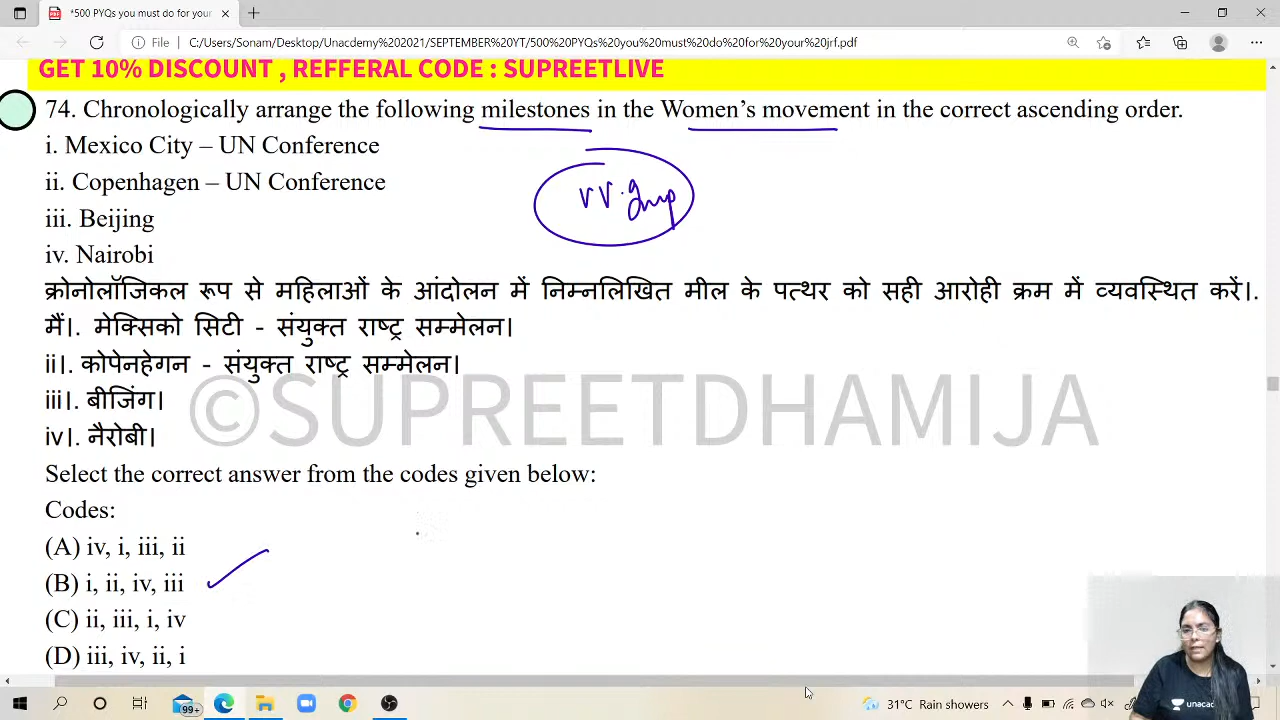 *500 PYQs you must do for your
File
C:/Users/Sonam/Desktop/Unacdemy%202021/SEPTEMBER%20YT/500%20PYQs%20you%20must%20do%20for%20your%20jrf.pdf
GET 10% DISCOUNT , REFFERAL CODE : SUPREETLIVE
74. Chronologically arrange the following milestones in the Women's movement in the correct ascending order.
i. Mexico City – UN Conference
ii. Copenhagen – UN Conference
vv. imp
iii. Beijing
iv. Nairobi
क्रोनोलॉजिकल रूप से महिलाओं के आंदोलन में निम्नलिखित मील के पत्थर को सही आरोही क्रम में व्यवस्थित करें।.
मैं।. मेक्सिको सिटी - संयुक्त राष्ट्र सम्मेलन।
ii।. कोपेनहेगन - संयुक्त राष्ट्र सम्मेलन।
iii।. बीजिंग।
©SUPREETDHAMIJA
iv।. नैरोबी।
Select the correct answer from the codes given below:
Codes:
(A) iv, i, iii, ii
(B) i, ii, iv, iii
(C) ii, iii, i, iv
(D) iii, iv, ii, i
unacad
99+
31°C Rain showers